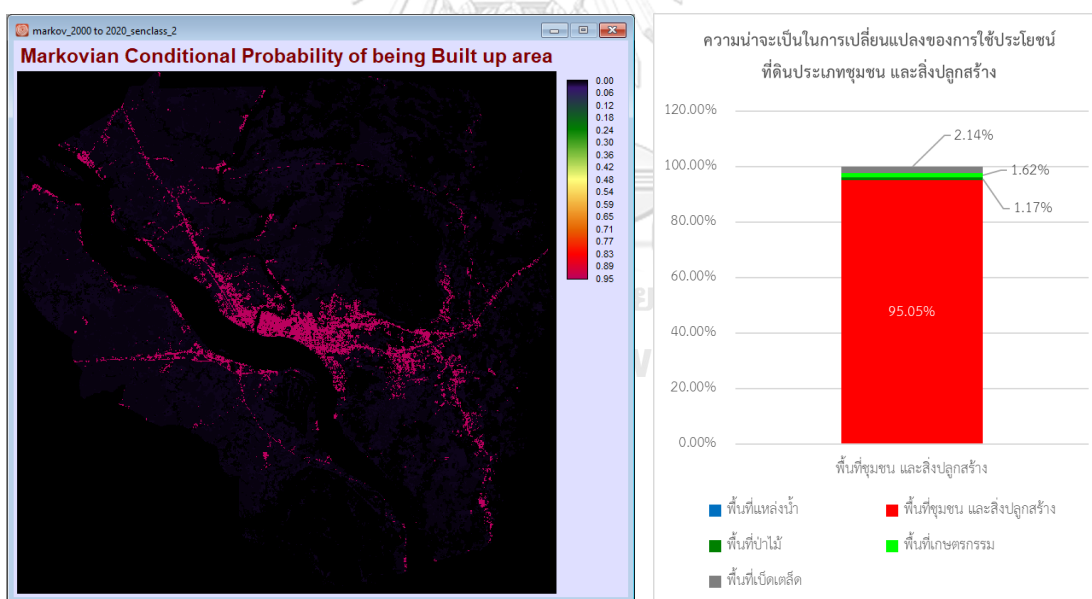 markov_2000 to 2020_senclass_2
Markovian Conditional Probability of being Built up area
0.00
0.06
0.12
0.18
0.24
0.30
0.36
0.42
0.48
0.54
0.59
0.65
0.71
0.77
0.83
0.89
0.95
ความน่าจะเป็นในการเปลี่ยนแปลงของการใช้ประโยชน์
ที่ดินประเภทชุมชน และสิ่งปลูกสร้าง
120.00%
100.00%
80.00%
60.00%
40.00%
20.00%
0.00%
2.14%
1.62%
1.17%
95.05%
พื้นที่ชุมชน และสิ่งปลูกสร้าง
พื้นที่แหล่งน้ำ
พื้นที่ชุมชน และสิ่งปลูกสร้าง
พื้นที่ป่าไม้
พื้นที่เกษตรกรรม
พื้นที่เบ็ดเตล็ด